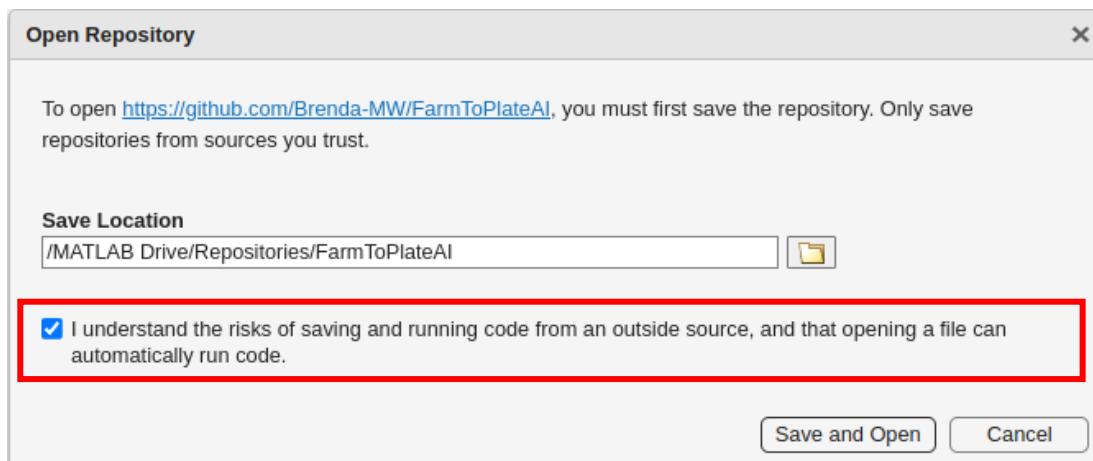 Open Repository
To open https://github.com/Brenda-MW/FarmToPlateAI, you must first save the repository. Only save
repositories from sources you trust.
Save Location
/MATLAB Drive/Repositories/FarmToPlateAI
I understand the risks of saving and running code from an outside source, and that opening a file can
automatically run code.
Save and Open
Cancel